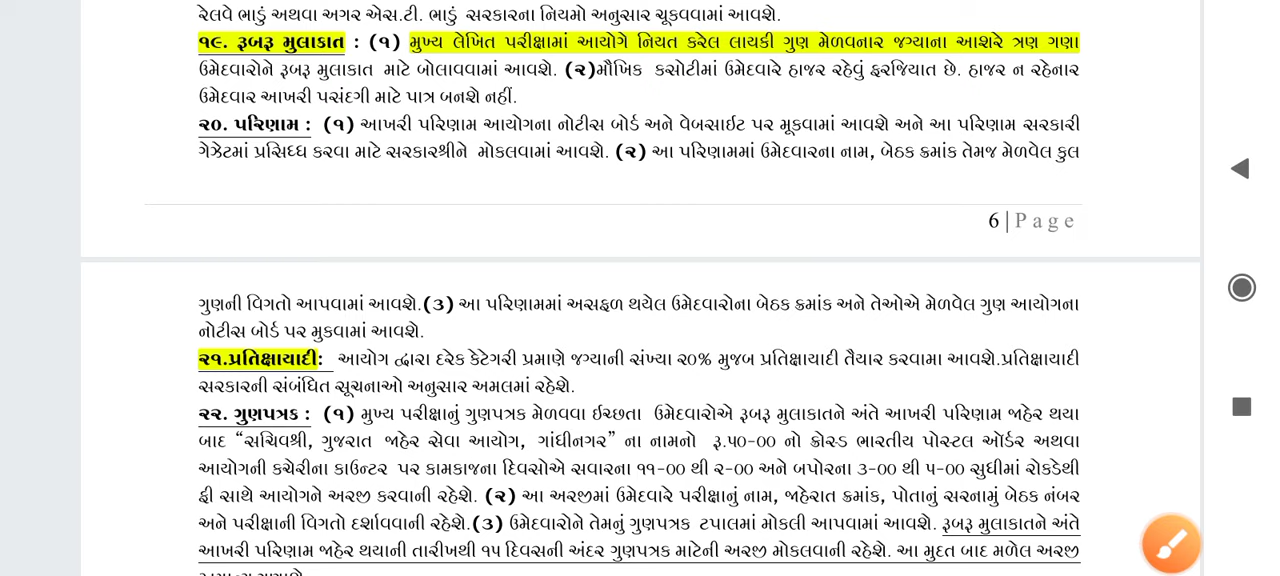 રેલવે ભાડું અથવા અગર એસ.ટી. ભાડું સરકારના નિયમો અનુસાર ચૂકવવામાં આવશે.
૧૯. રૂબરૂ મુલાકાત : (૧) મુખ્ય લેખિત પરીક્ષામાં આયોગે નિયત કરેલ લાયકી ગુણ મેળવનાર જગ્યાના આશરે ત્રણ ગણા
ઉમેદવારોને રૂબરૂ મુલાકાત માટે બોલાવવામાં આવશે. (૨)મૌખિક કસોટીમાં ઉમેદવારે હાજર રહેવું ફરજિયાત છે. હાજર ન રહેનાર
ઉમેદવાર આખરી પસંદગી માટે પાત્ર બનશે નહીં.
૨૦. પરિણામ : (૧) આખરી પરિણામ આયોગના નોટીસ બોર્ડ અને વેબસાઈટ પર મૂકવામાં આવશે અને આ પરિણામ સરકારી
ગેઝેટમાં પ્રસિધ્ધ કરવા માટે સરકારશ્રીને મોકલવામાં આવશે. (૨) આ પરિણામમાં ઉમેદવારના નામ, બેઠક ક્રમાંક તેમજ મેળવેલ કુલ
6 | Page
ગુણની વિગતો આપવામાં આવશે.(૩) આ પરિણામમાં અસફળ થયેલ ઉમેદવારોના બેઠક ક્રમાંક અને તેઓએ મેળવેલ ગુણ આયોગના
નોટીસ બોર્ડ પર મુકવામાં આવશે.
૨૧.પ્રતિક્ષાયાદી: આયોગ દ્વારા દરેક કેટેગરી પ્રમાણે જગ્યાની સંખ્યા ૨૦% મુજબ પ્રતિક્ષાયાદી તૈયાર કરવામા આવશે.પ્રતિક્ષાયાદી
સરકારની સંબંધિત સૂચનાઓ અનુસાર અમલમાં રહેશે.
૨૨. ગુણપત્રક : (૧) મુખ્ય પરીક્ષાનું ગુણપત્રક મેળવવા ઈચ્છતા ઉમેદવારોએ રૂબરૂ મુલાકાતને અંતે આખરી પરિણામ જાહેર થયા
બાદ “સચિવશ્રી, ગુજરાત જાહેર સેવા આયોગ, ગાંધીનગર” ના નામનો રૂ.૫૦-૦૦ નો ક્રોસ્ડ ભારતીય પોસ્ટલ ઑર્ડર અથવા
આયોગની કચેરીના કાઉન્ટર પર કામકાજના દિવસોએ સવારના ૧૧-૦૦ થી ૨-૦૦ અને બપોરના ૩-૦૦ થી ૫-૦૦ સુધીમાં રોકડેથી
ફી સાથે આયોગને અરજી કરવાની રહેશે. (૨) આ અરજીમાં ઉમેદવારે પરીક્ષાનું નામ, જાહેરાત ક્રમાંક, પોતાનું સરનામું બેઠક નંબર
અને પરીક્ષાની વિગતો દર્શાવવાની રહેશે.(૩) ઉમેદવારોને તેમનું ગુણપત્રક ટપાલમાં મોકલી આપવામાં આવશે. રૂબરૂ મુલાકાતને અંતે
આખરી પરિણામ જાહેર થયાની તારીખથી ૧૫ દિવસની અંદર ગુણપત્રક માટેની અરજી મોકલવાની રહેશે. આ મુદત બાદ મળેલ અરજી